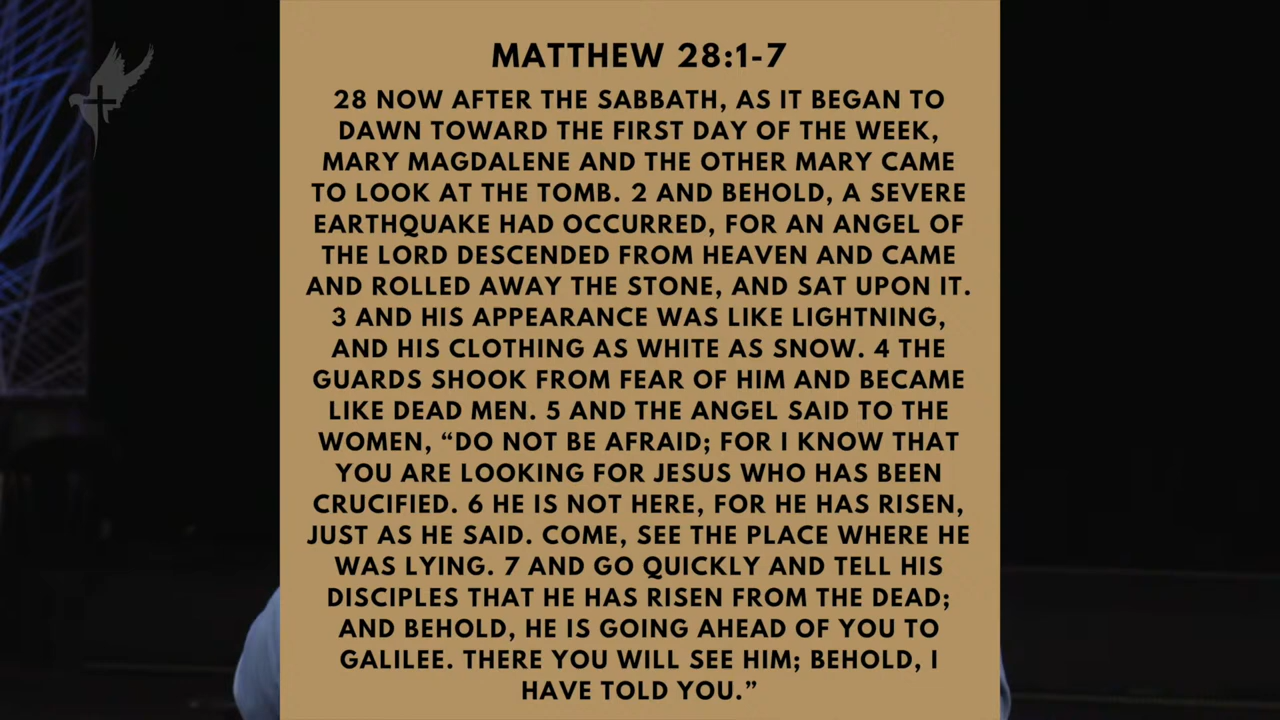 MATTHEW 28:1-7
28 NOW AFTER THE SABBATH, AS IT BEGAN TO
DAWN TOWARD THE FIRST DAY OF THE WEEK,
MARY MAGDALENE AND THE OTHER MARY CAME
TO LOOK AT THE TOMB. 2 AND BEHOLD, A SEVERE
EARTHQUAKE HAD OCCURRED, FOR AN ANGEL OF
THE LORD DESCENDED FROM HEAVEN AND CAME
AND ROLLED AWAY THE STONE, AND SAT UPON IT.
3 AND HIS APPEARANCE WAS LIKE LIGHTNING,
AND HIS CLOTHING AS WHITE AS SNOW. 4 THE
GUARDS SHOOK FROM FEAR OF HIM AND BECAME
LIKE DEAD MEN. 5 AND THE ANGEL SAID TO THE
WOMEN, “DO NOT BE AFRAID; FOR I KNOW THAT
YOU ARE LOOKING FOR JESUS WHO HAS BEEN
CRUCIFIED. 6 HE IS NOT HERE, FOR HE HAS RISEN,
JUST AS HE SAID. COME, SEE THE PLACE WHERE HE
WAS LYING. 7 AND GO QUICKLY AND TELL HIS
DISCIPLES THAT HE HAS RISEN FROM THE DEAD;
AND BEHOLD, HE IS GOING AHEAD OF YOU TO
GALILEE. THERE YOU WILL SEE HIM; BEHOLD, I
HAVE TOLD YOU.”